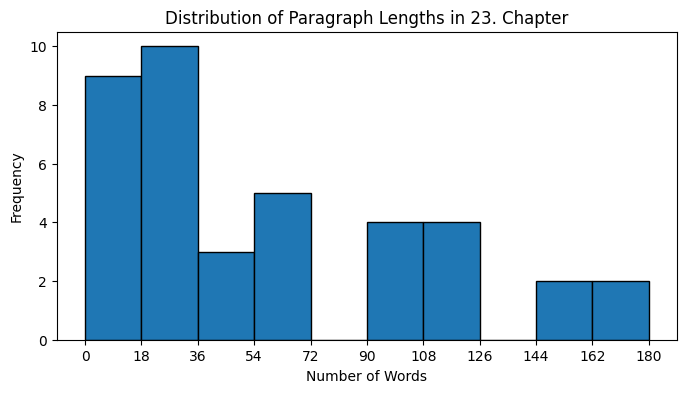 Distribution of Paragraph Lengths in 23. Chapter
10
8
6
4
2
0
Frequency
0 18 36 54 72 90 108 126 144 162 180
Number of Words